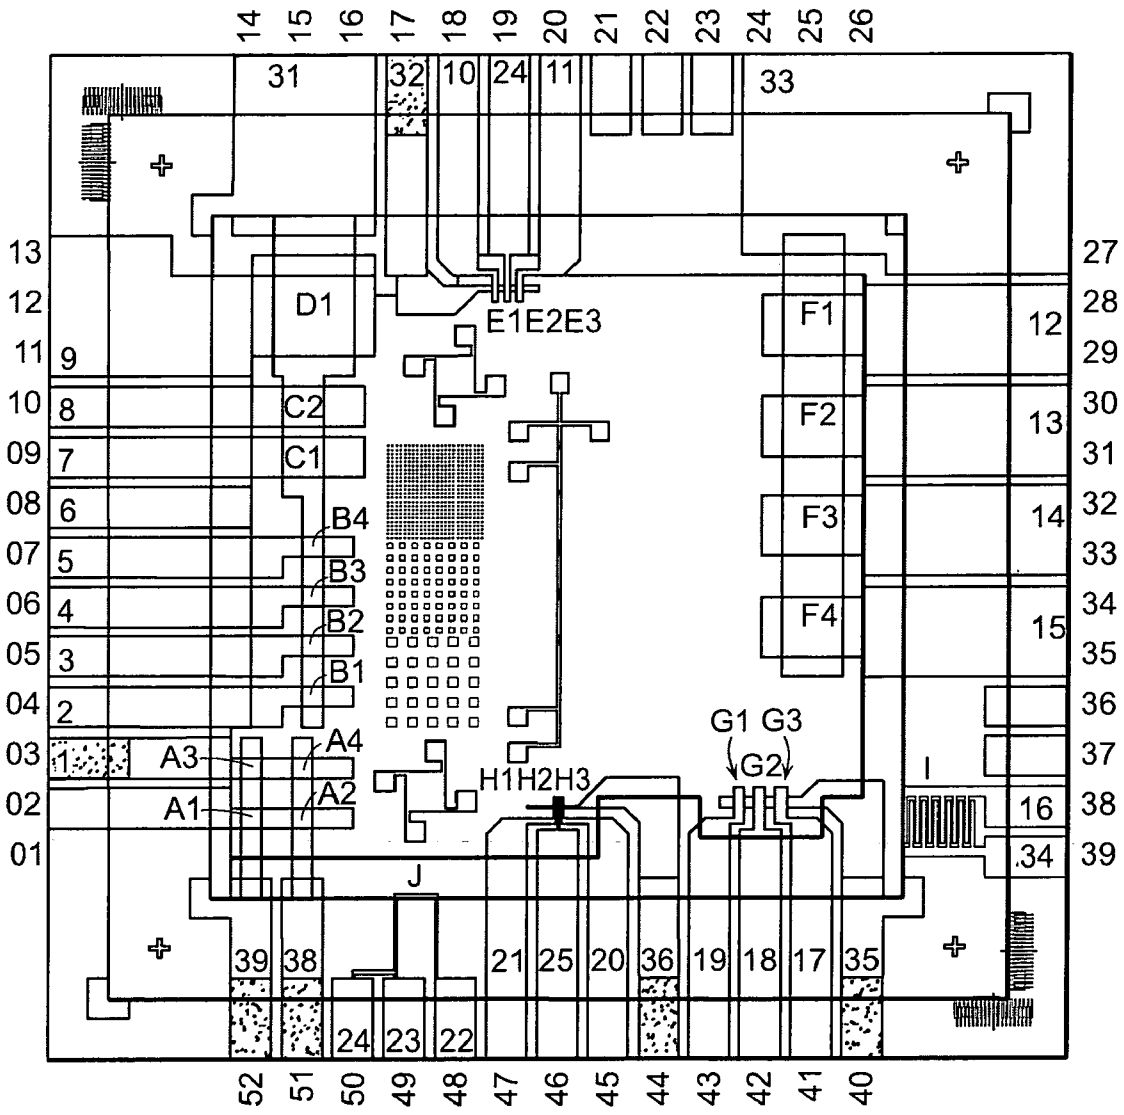 14 15 16 17 18 19 20 21 22 23 24 25 26
31 32 10 24 11 33
13 27
12 D1 F1 28
E1E2E3 12
11 9 29
10 8 C2 F2 13 30
09 7 C1 31
08 6 B4 F3 14 32
07 5 33
06 4 B3 34
05 3 B2 F4 15 35
04 2 B1 36
G1 G3
03 1 A3 A4 G2 I 37
H1H2H3
02 A1 A2 16 38
01 .34 39
J
39 38 21 25 20 36 19 18 17 35
24 23 22
52 51 50 49 48 47 46 45 44 43 42 41 40